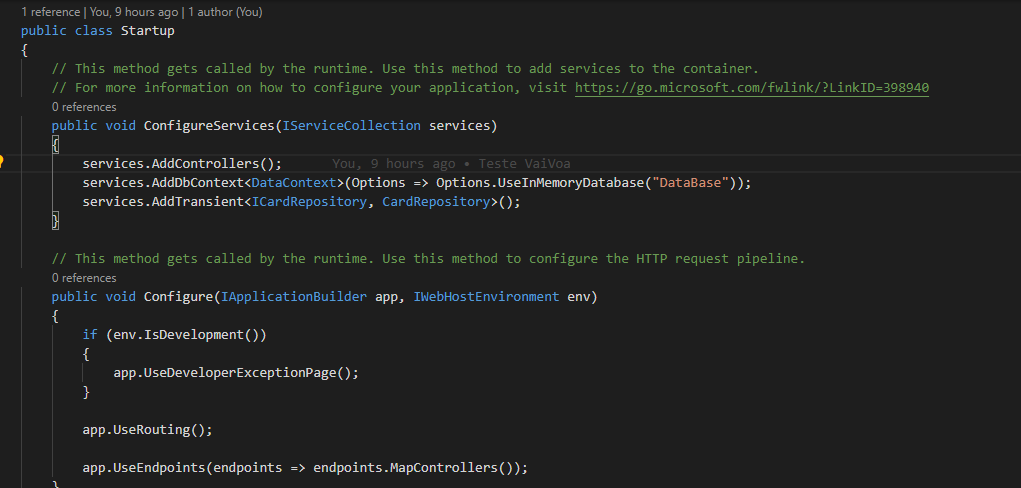 1 reference | You, 9 hours ago | 1 author (You)
public class Startup
{
// This method gets called by the runtime. Use this method to add services to the container.
// For more information on how to configure your application, visit https://go.microsoft.com/fwlink/?LinkID=398940
0 references
public void ConfigureServices(IServiceCollection services)
{
services.AddControllers(); You, 9 hours ago • Teste VaiVoa
services.AddDbContext<DataContext>(Options => Options.UseInMemoryDatabase("DataBase"));
services.AddTransient<ICardRepository, CardRepository>();
}
// This method gets called by the runtime. Use this method to configure the HTTP request pipeline.
0 references
public void Configure(IApplicationBuilder app, IWebHostEnvironment env)
{
if (env.IsDevelopment())
{
app.UseDeveloperExceptionPage();
}
app.UseRouting();
app.UseEndpoints(endpoints => endpoints.MapControllers());
}